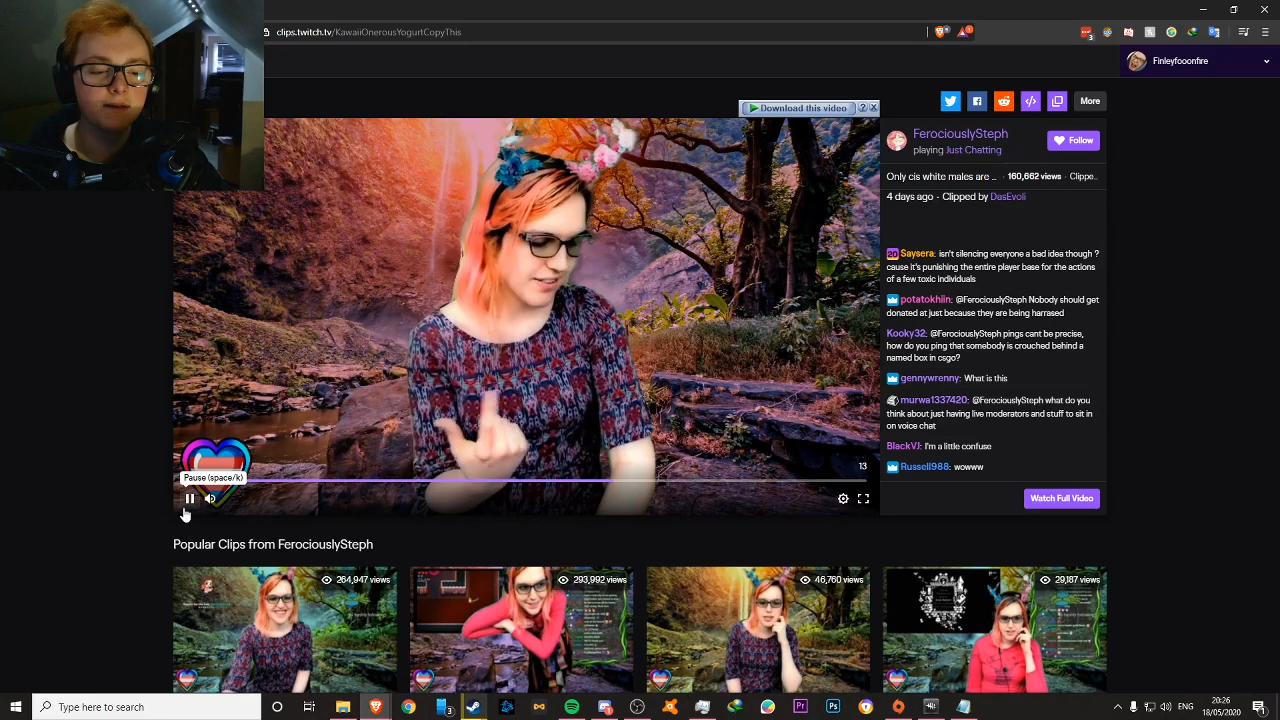 clips.twitch.tv/KawaiiOnerousYogurtCopyThis
Finleyfooonfire
Download this video
More
FerociouslySteph
playing Just Chatting
Follow
Only cis white males are ... · 160,662 views · Clippe...
4 days ago - Clipped by DasEvoli
Saysera: isn't silencing everyone a bad idea though ?
cause it's punishing the entire player base for the actions
of a few toxic individuals
potatokhiin: @FerociouslySteph Nobody should get
donated at just because they are being harrased
Kooky32: @FerociouslySteph pings cant be precise,
how do you ping that somebody is crouched behind a
named box in csgo?
gennywrenny: What is this
murwa1337420: @FerociouslySteph what do you
think about just having live moderators and stuff to sit in
on voice chat
BlackVJ: I'm a little confuse
Russell988: wowww
13
Pause (space/k)
Watch Full Video
Popular Clips from FerociouslySteph
264,947 views
293,992 views
46,760 views
29,187 views
Type here to search
20:26
18/05/2020